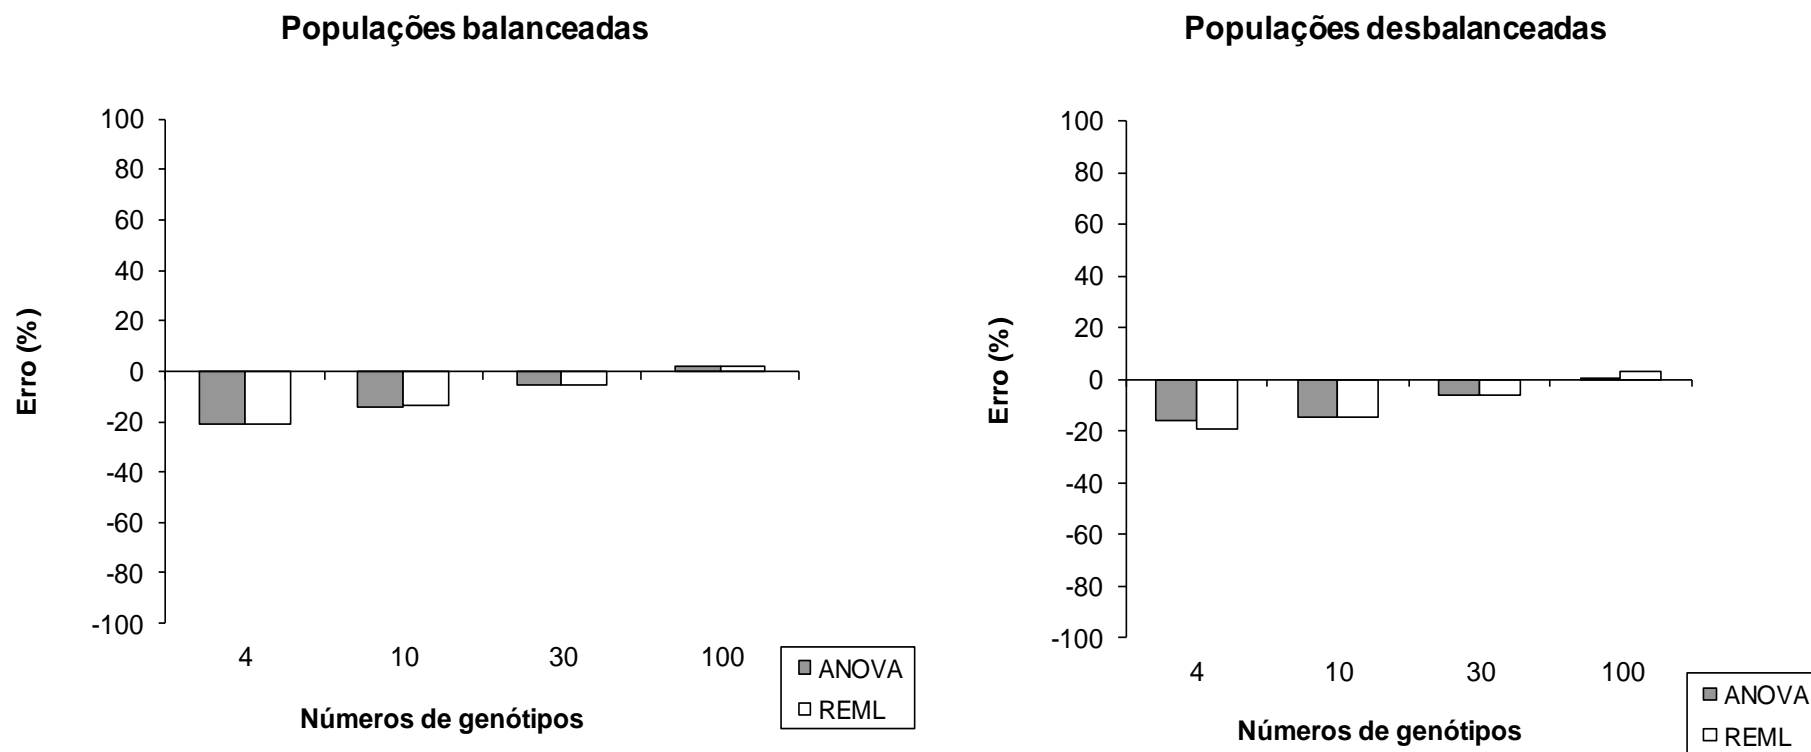 Populações balanceadas
100
80
60
40
20
0
-20
-40
-60
-80
-100
Erro (%)
4 10 30 100
Números de genótipos
ANOVA
REML
Populações desbalanceadas
100
80
60
40
20
0
-20
-40
-60
-80
-100
Erro (%)
4 10 30 100
Números de genótipos
ANOVA
REML